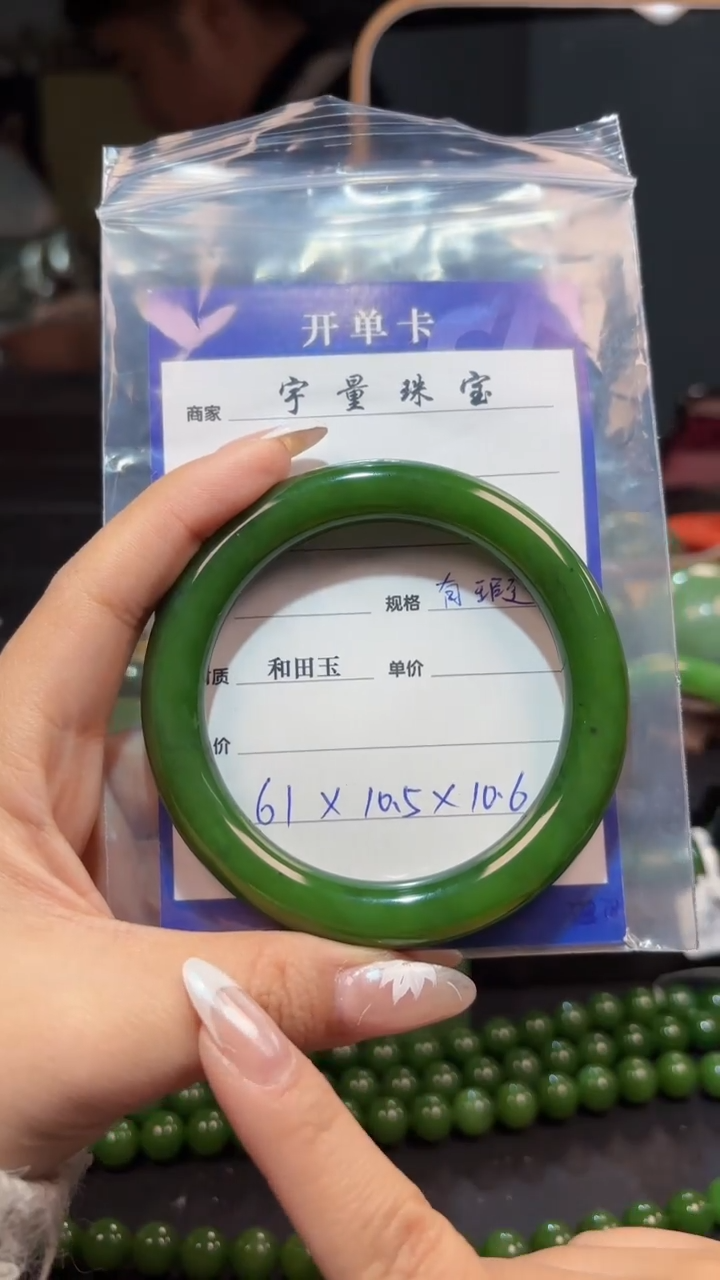 开单卡
商家 宇量珠宝
规格 有瑕
质 和田玉 单价
价
61 × 10.5 × 10.6